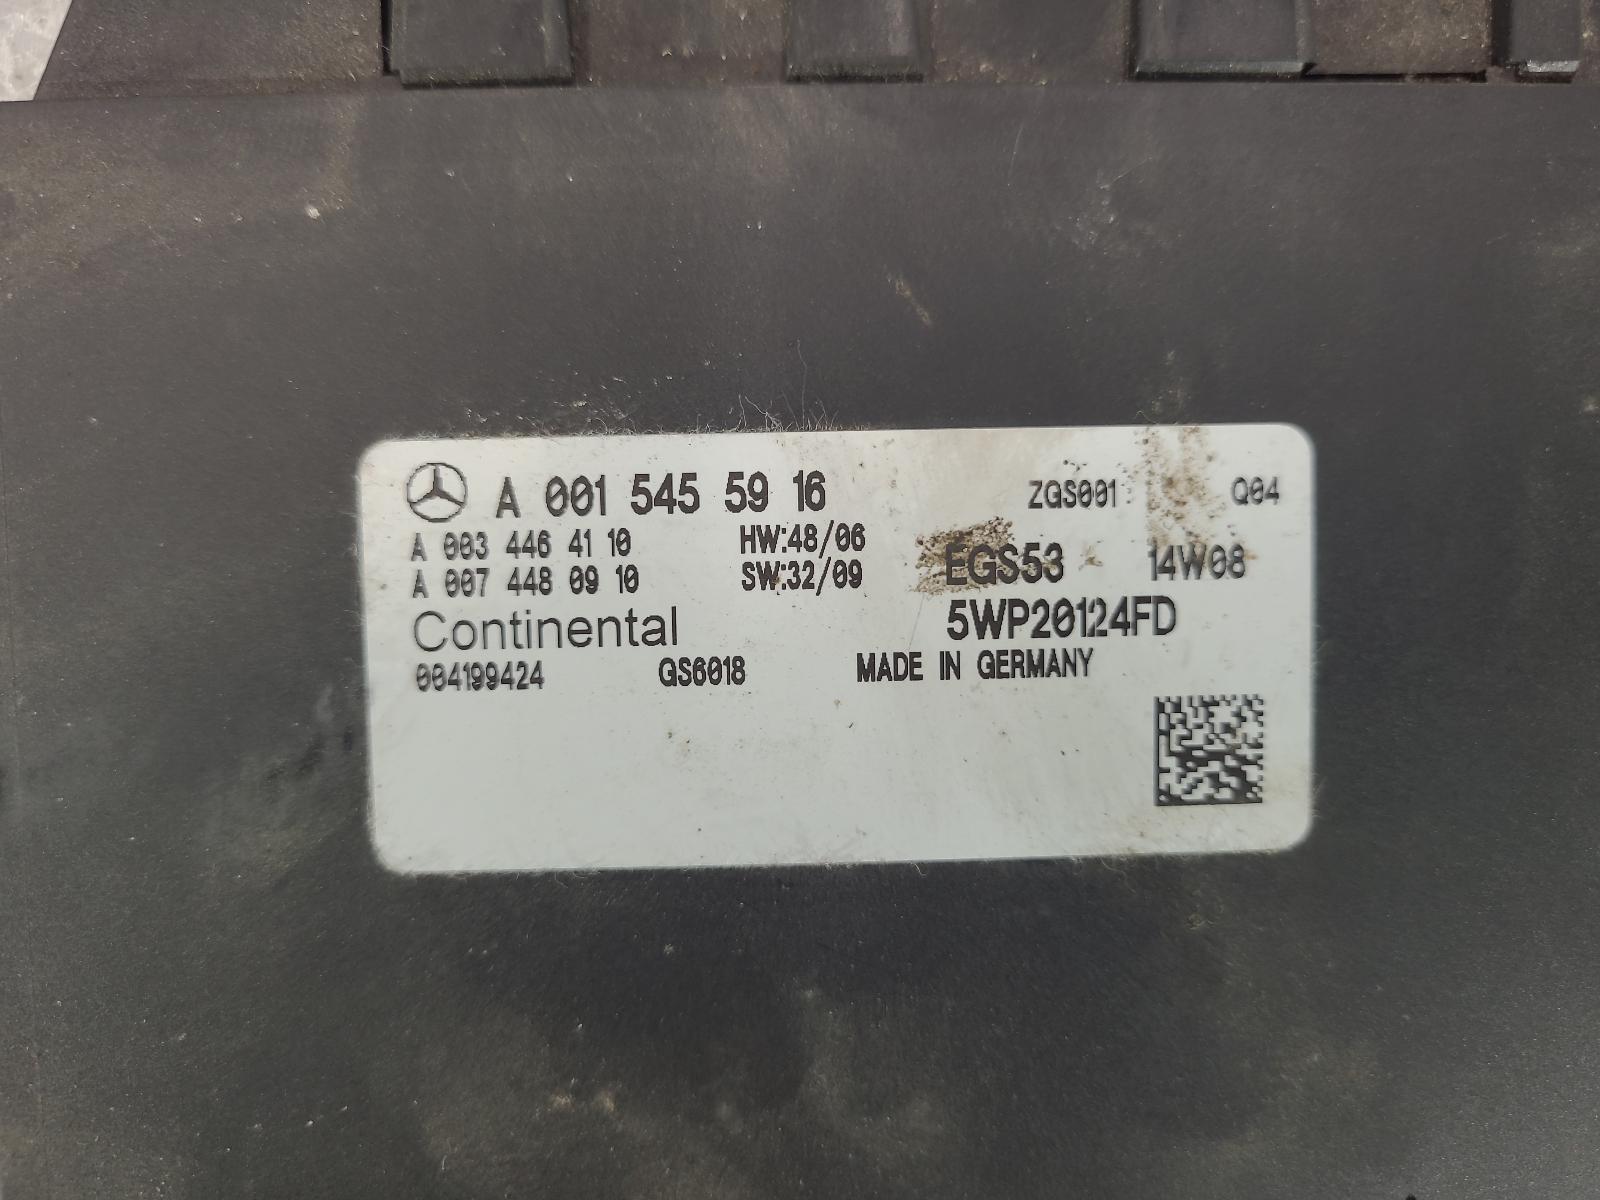 A 001 545 59 16 ZGS001 Q04
A 003 446 41 10 HW:48/06
A 007 448 09 10 SW:32/09 EGS53 14W08
Continental 5WP20124FD
004199424 GS6018 MADE IN GERMANY